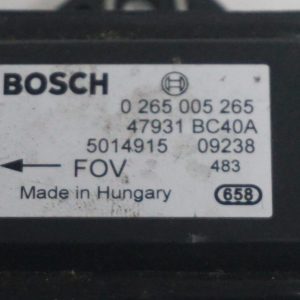 BOSCH
0 265 005 265
47931 BC40A
5014915 09238
← FOV 483
Made in Hungary 658